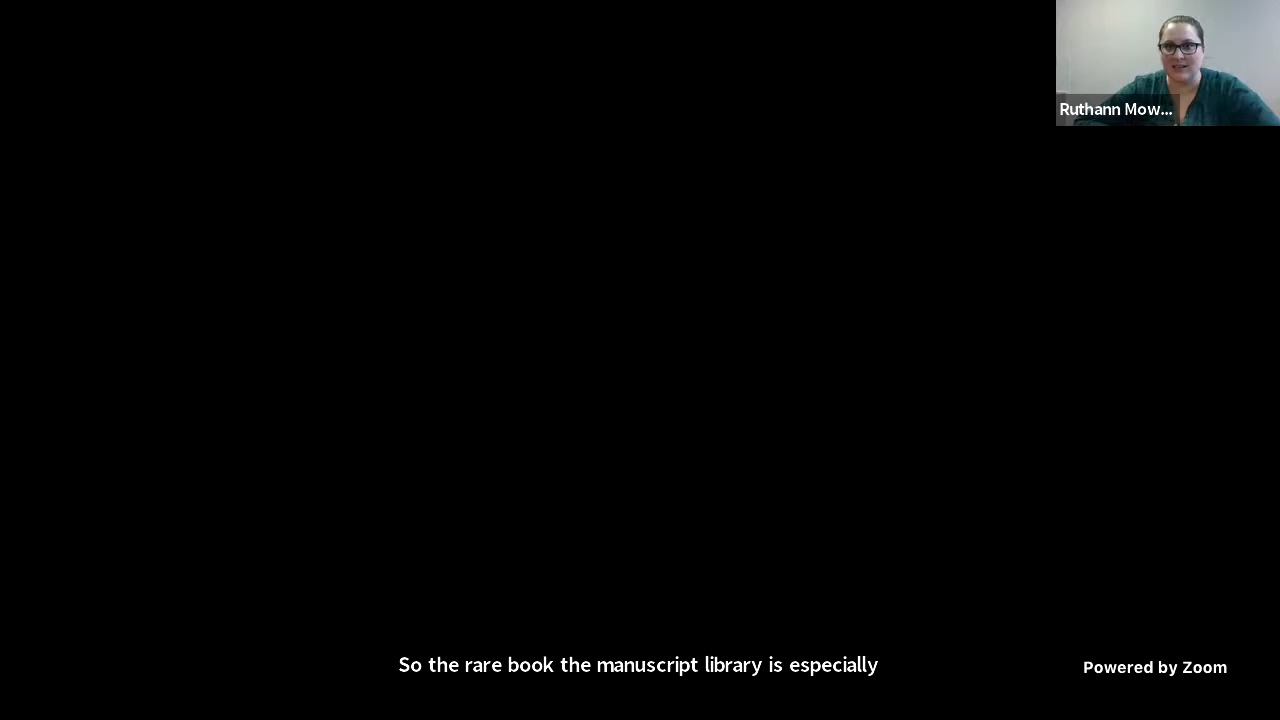 Ruthann Mow...
So the rare book the manuscript library is especially
Powered by Zoom